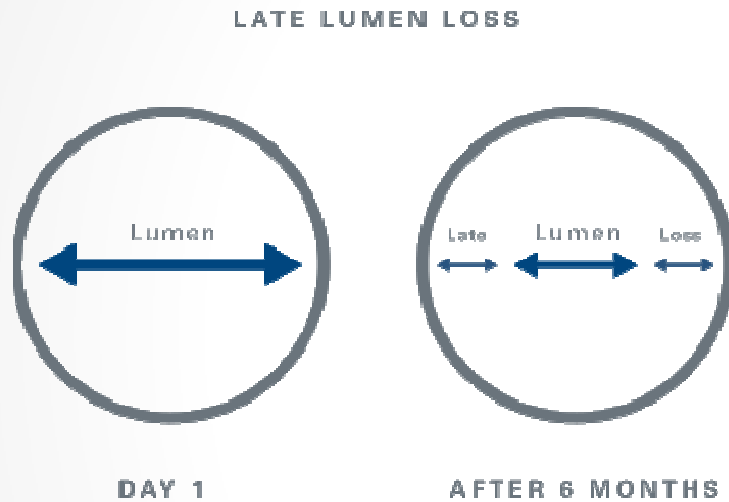 LATE LUMEN LOSS
Lumen
Late Lumen Loss
DAY 1
AFTER 6 MONTHS